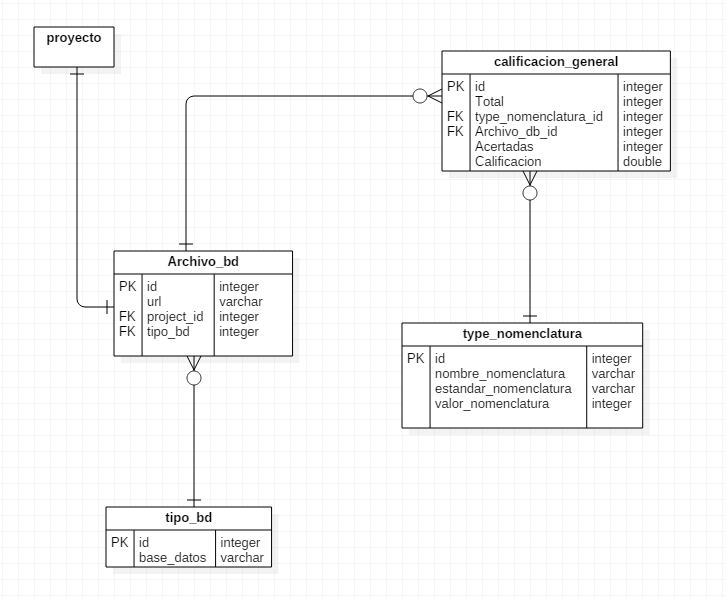 proyecto
calificacion_general
PK id integer
Total integer
FK type_nomenclatura_id integer
FK Archivo_db_id integer
Acertadas integer
Calificacion double
Archivo_bd
PK id integer
url varchar
FK project_id integer
FK tipo_bd integer
type_nomenclatura
PK id integer
nombre_nomenclatura varchar
estandar_nomenclatura varchar
valor_nomenclatura integer
tipo_bd
PK id integer
base_datos varchar